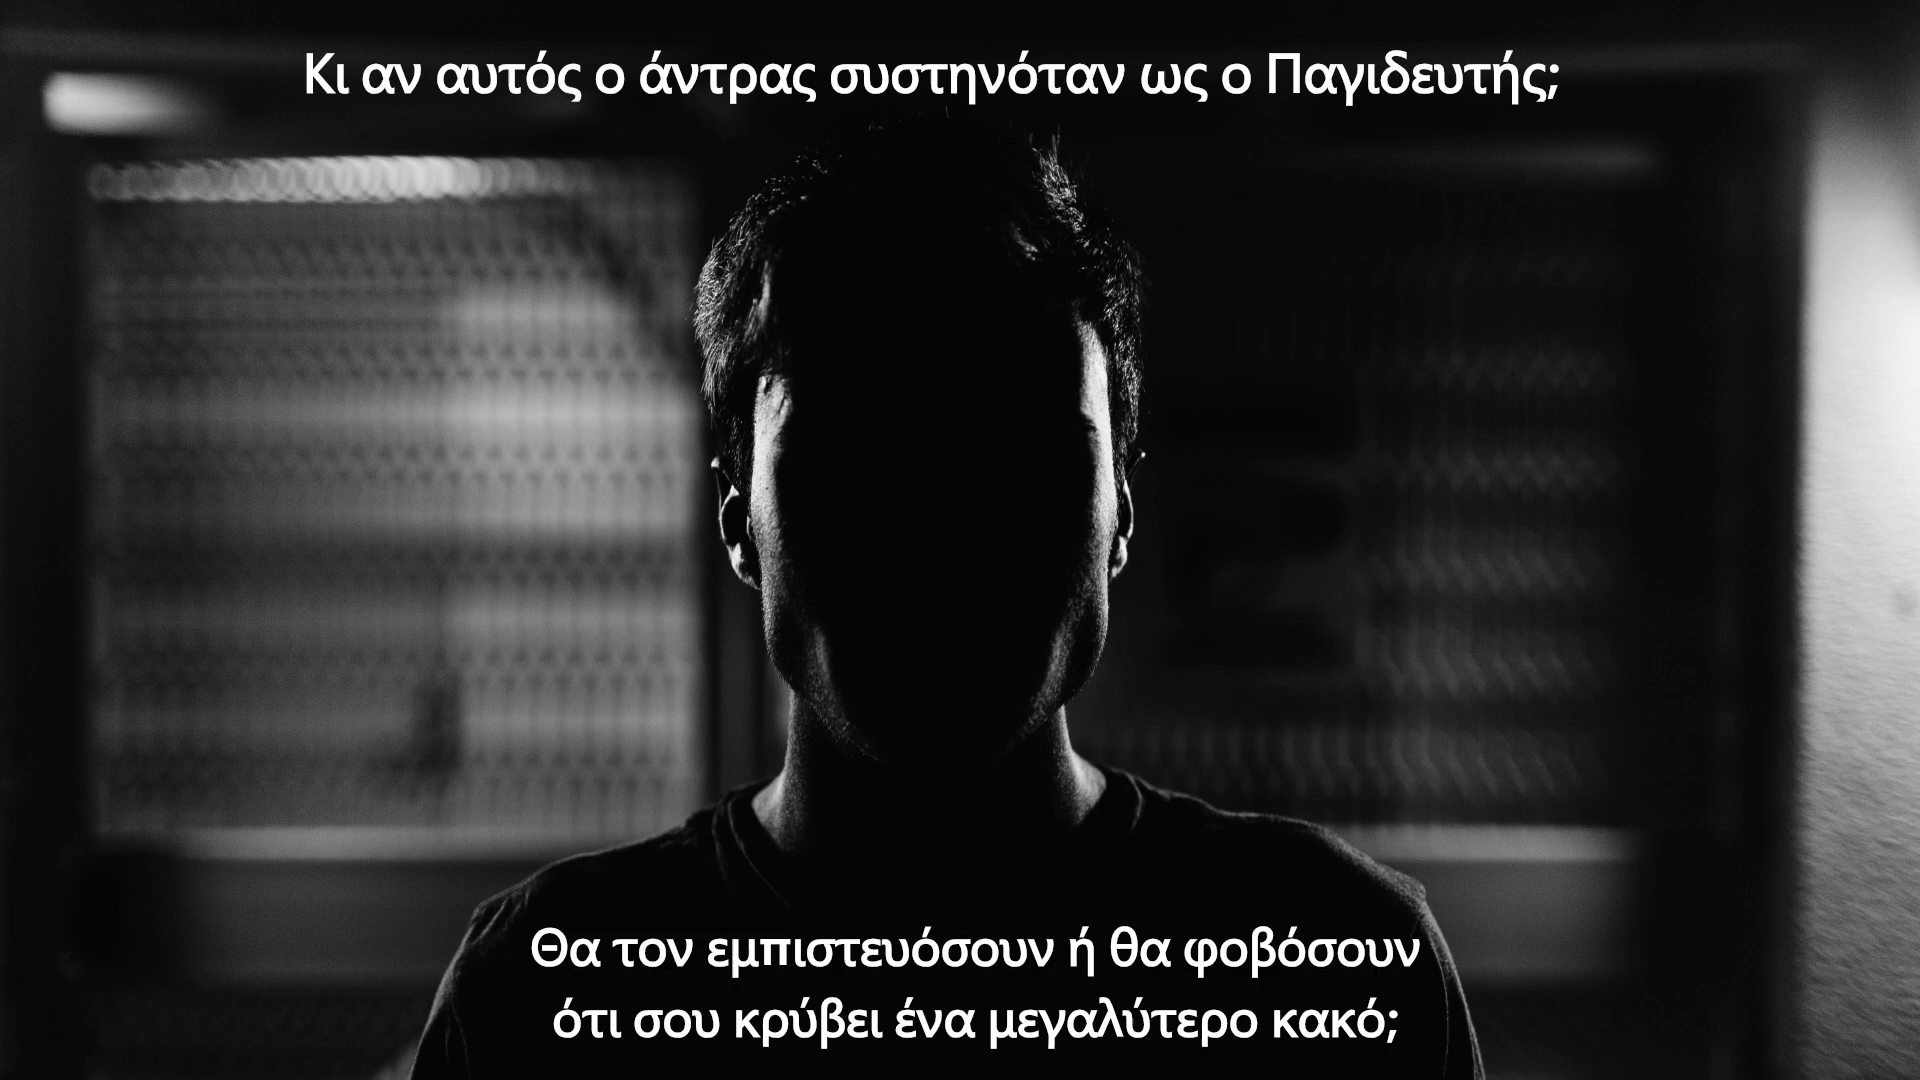 Κι αν αυτός ο άντρας συστηνόταν ως ο Παγιδευτής;
Θα τον εμπιστευόσουν ή θα φοβόσουν
ότι σου κρύβει ένα μεγαλύτερο κακό;